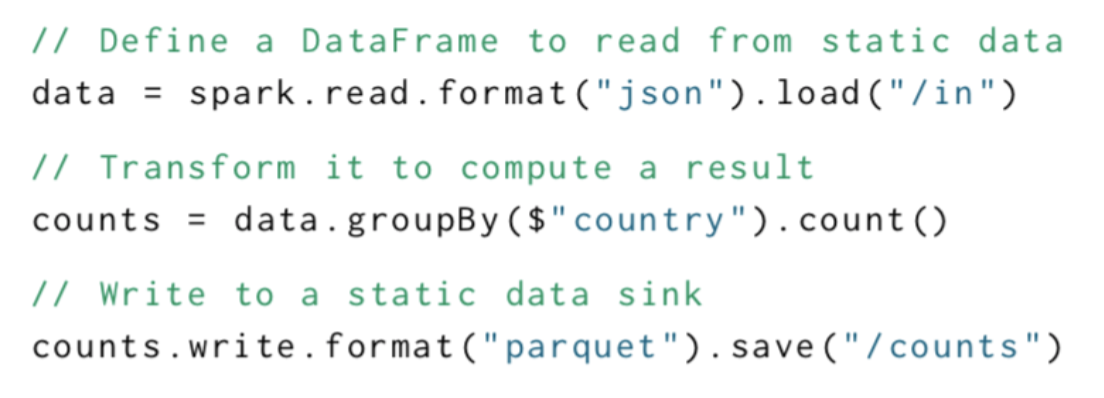 // Define a DataFrame to read from static data
data = spark.read.format("json").load("/in")
// Transform it to compute a result
counts = data.groupBy($"country").count()
// Write to a static data sink
counts.write.format("parquet").save("/counts")